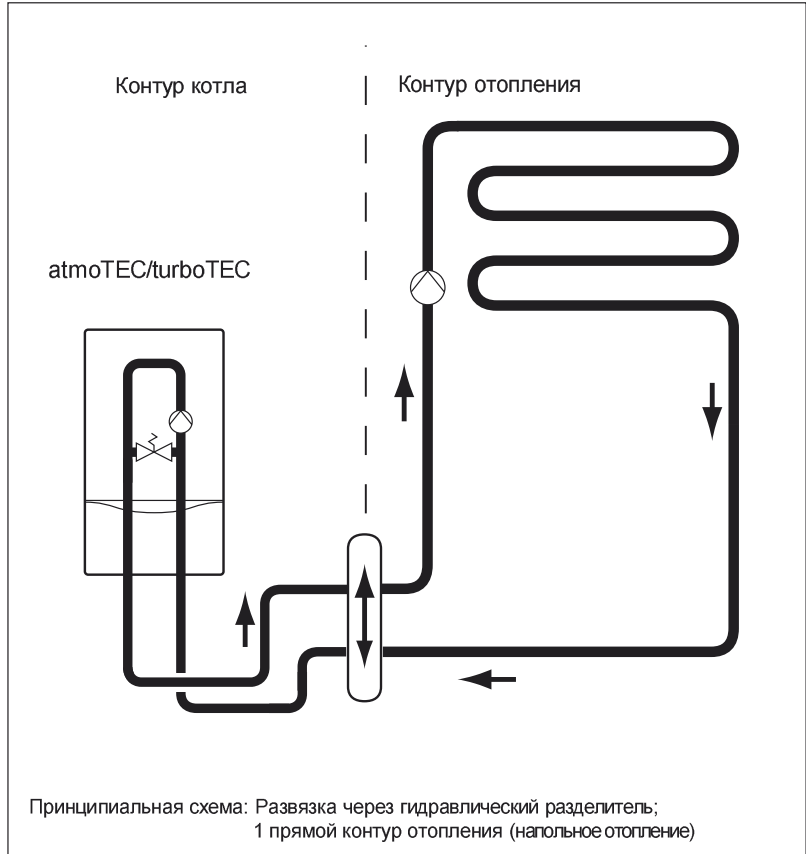 Контур котла
Контур отопления
atmoTEC/turboTEC
Принципиальная схема: Развязка через гидравлический разделитель;
1 прямой контур отопления (напольное отопление)